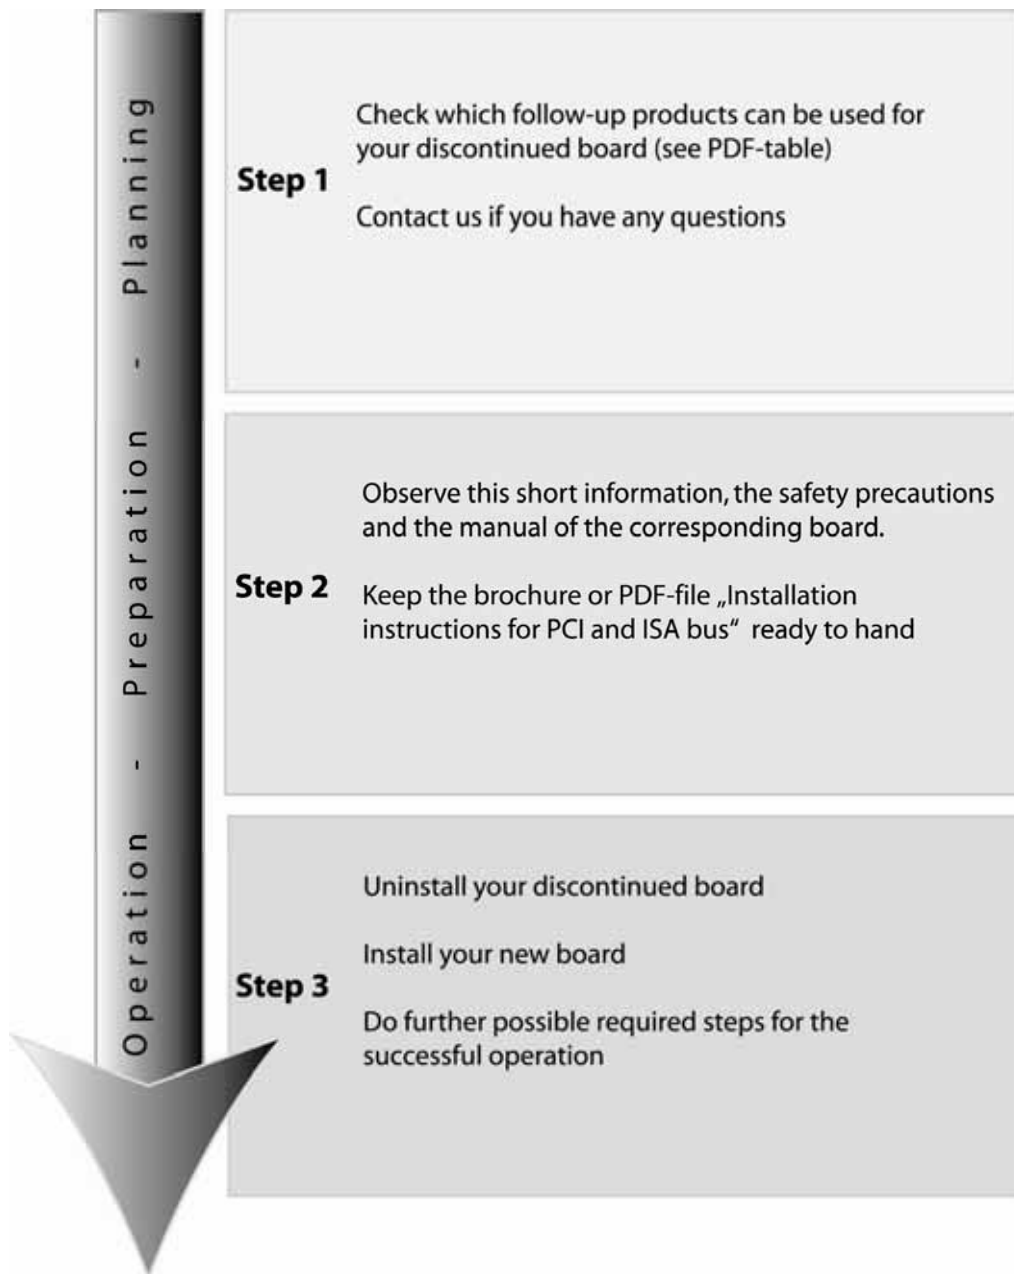 Planning
Step 1
Check which follow-up products can be used for
your discontinued board (see PDF-table)
Contact us if you have any questions
-
Preparation
Step 2
Observe this short information, the safety precautions
and the manual of the corresponding board.
Keep the brochure or PDF-file „Installation
instructions for PCI and ISA bus“ ready to hand
-
Operation
Step 3
Uninstall your discontinued board
Install your new board
Do further possible required steps for the
successful operation